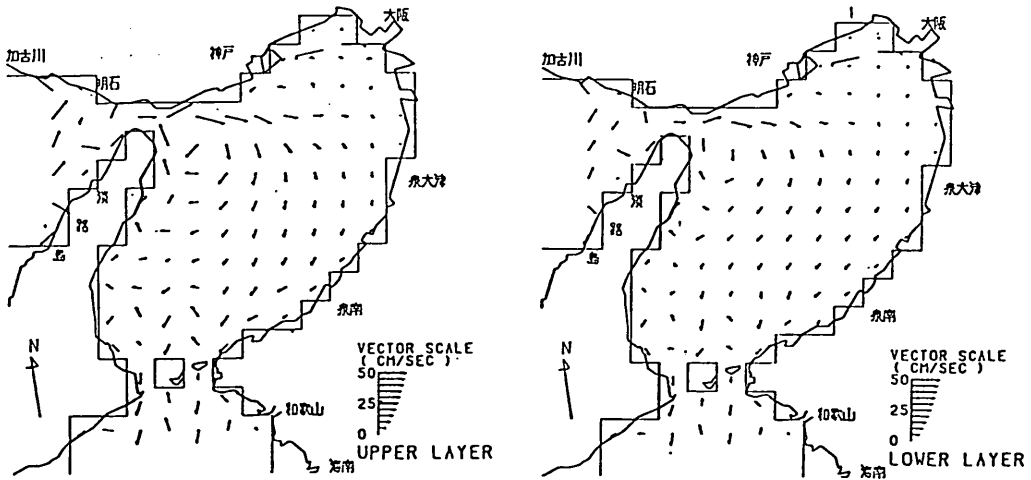 大阪
神戸
加古川
明石
泉大津
淡
路
島
泉南
N
VECTOR SCALE
( CM/SEC )
50
25
0
和歌山
UPPER LAYER
海南
大阪
神戸
加古川
明石
泉大津
淡
路
島
泉南
N
VECTOR SCALE
( CM/SEC )
50
25
0
和歌山
海南
LOWER LAYER